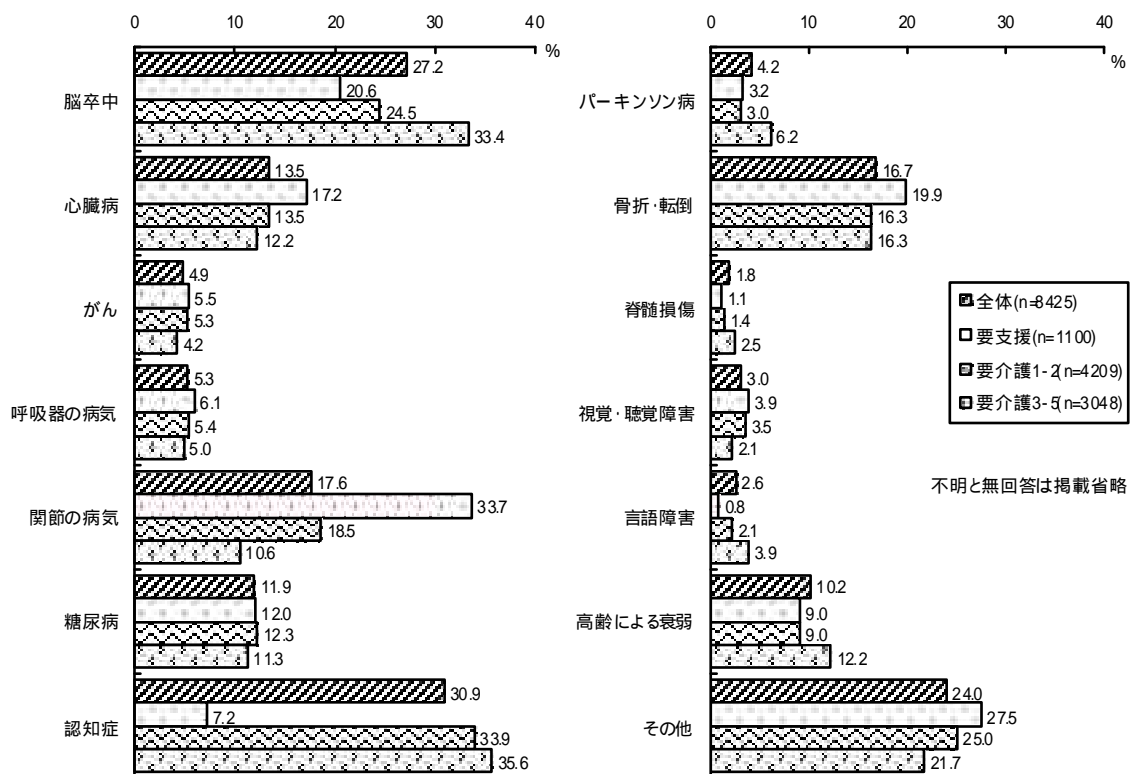 0 10 20 30 40
%
脳卒中
27.2
20.6
24.5
33.4
心臓病
13.5
17.2
13.5
12.2
がん
4.9
5.5
5.3
4.2
呼吸器の病気
5.3
6.1
5.4
5.0
関節の病気
17.6
33.7
18.5
10.6
糖尿病
11.9
12.0
12.3
11.3
認知症
30.9
7.2
33.9
35.6
0 10 20 30 40
%
パーキンソン病
4.2
3.2
3.0
6.2
骨折・転倒
16.7
19.9
16.3
16.3
脊髄損傷
1.8
1.1
1.4
2.5
視覚・聴覚障害
3.0
3.9
3.5
2.1
言語障害
2.6
0.8
2.1
3.9
高齢による衰弱
10.2
9.0
9.0
12.2
その他
24.0
27.5
25.0
21.7
全体(n=8425)
要支援(n=1100)
要介護1-2(n=4209)
要介護3-5(n=3048)
不明と無回答は掲載省略